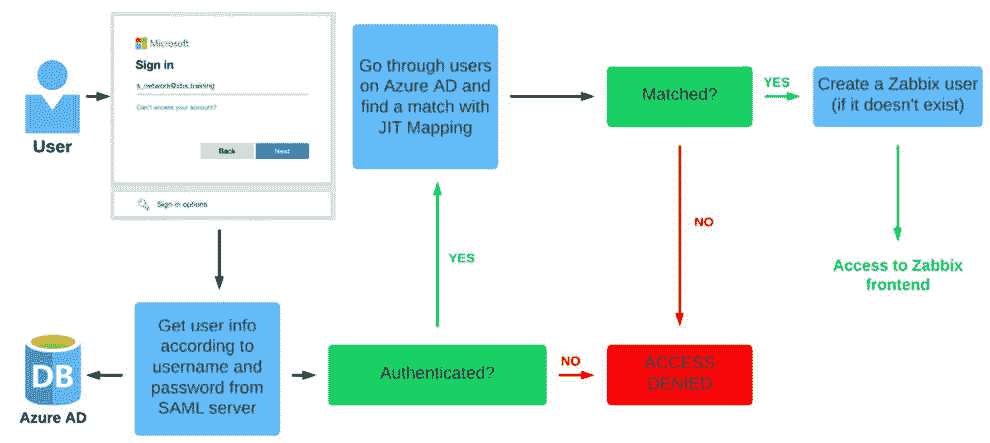 User
Microsoft
Sign in
s_network@zbx.training
Can't access your account?
Back
Next
Sign-in options
Get user info
according to
username and
password from
SAML server
DB
Azure AD
Authenticated?
YES
NO
Go through users
on Azure AD and
find a match with
JIT Mapping
Matched?
YES
NO
ACCESS
DENIED
Create a Zabbix user
(if it doesn't exist)
Access to Zabbix
frontend